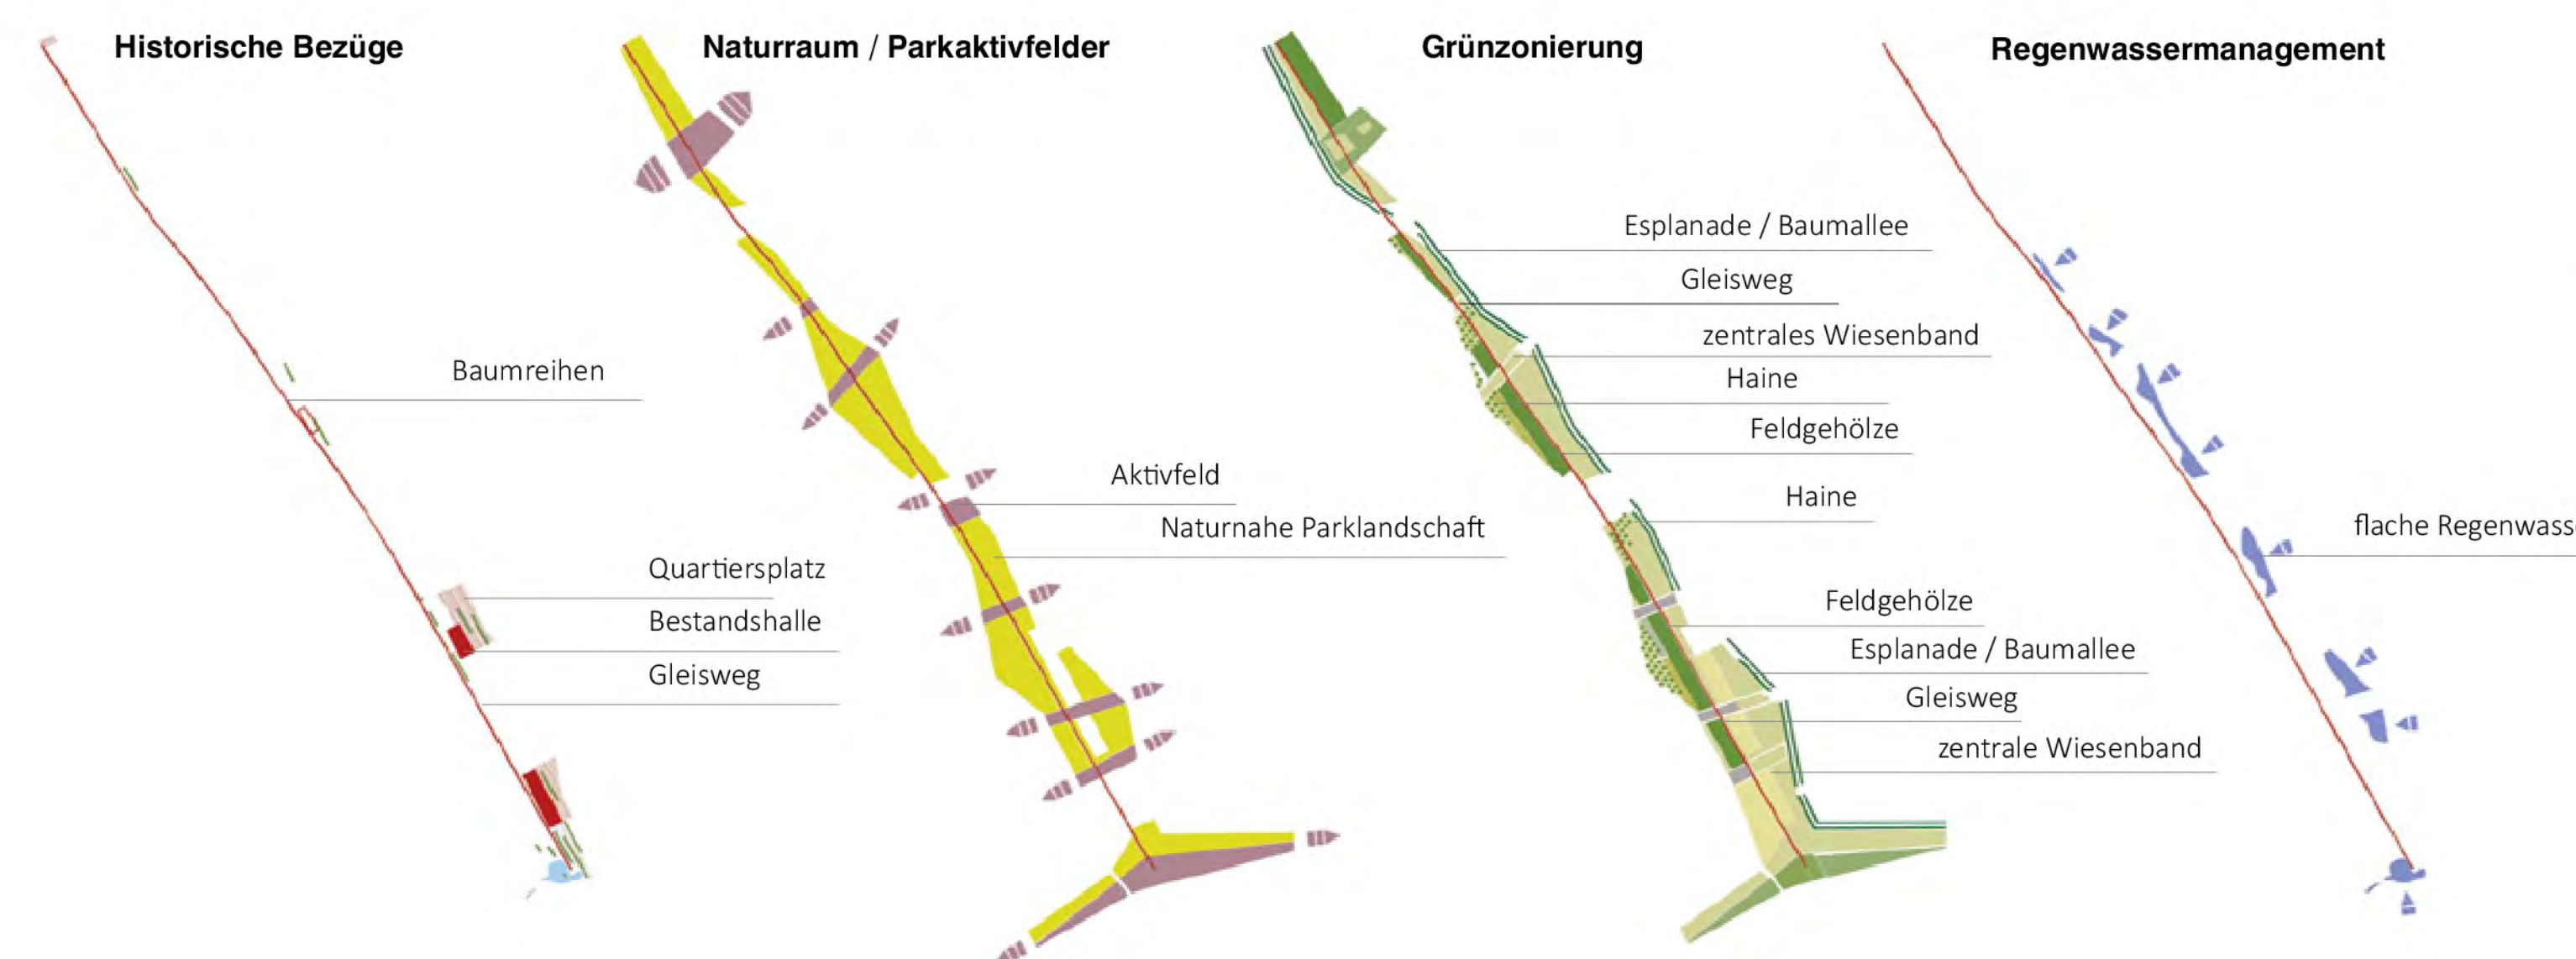 Historische Bezüge
Naturraum / Parkaktivfelder
Grünzonierung
Regenwassermanagement
Baumreihen
Quartiersplatz
Bestandshalle
Gleisweg
Aktivfeld
Naturnahe Parklandschaft
Esplanade / Baumallee
Gleisweg
zentrales Wiesenband
Haine
Feldgehölze
Haine
Feldgehölze
Esplanade / Baumallee
Gleisweg
zentrale Wiesenband
flache